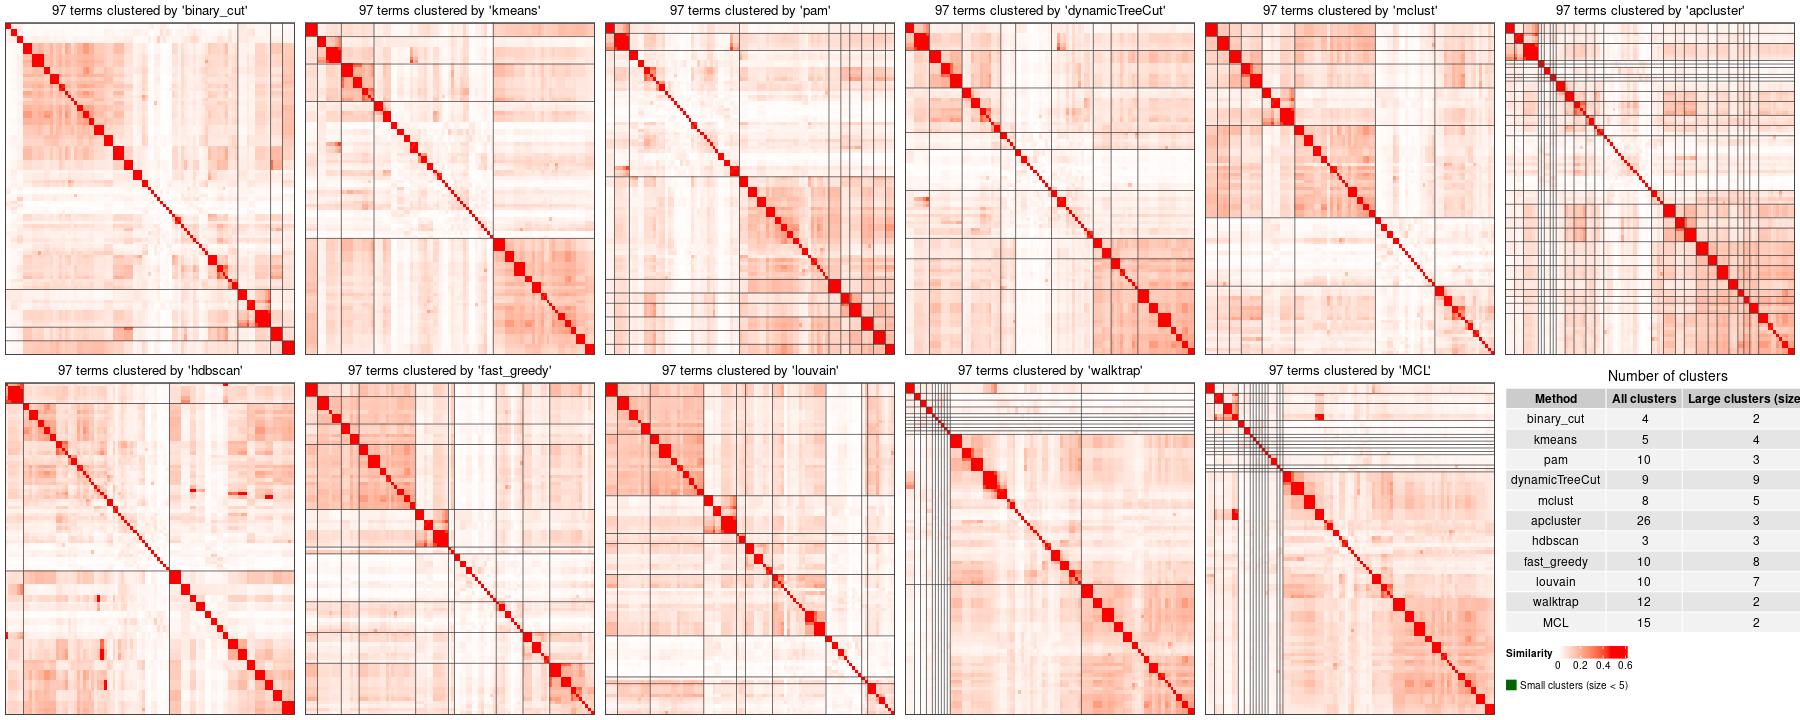 97 terms clustered by 'binary_cut'
97 terms clustered by 'kmeans'
97 terms clustered by 'pam'
97 terms clustered by 'dynamicTreeCut'
97 terms clustered by 'mclust'
97 terms clustered by 'apcluster'
97 terms clustered by 'hdbscan'
97 terms clustered by 'fast_greedy'
97 terms clustered by 'louvain'
97 terms clustered by 'walktrap'
97 terms clustered by 'MCL'
Number of clusters
Method All clusters Large clusters (size
binary_cut 4 2
kmeans 5 4
pam 10 3
dynamicTreeCut 9 9
mclust 8 5
apcluster 26 3
hdbscan 3 3
fast_greedy 10 8
louvain 10 7
walktrap 12 2
MCL 15 2
Similarity
0 0.2 0.4 0.6
Small clusters (size < 5)